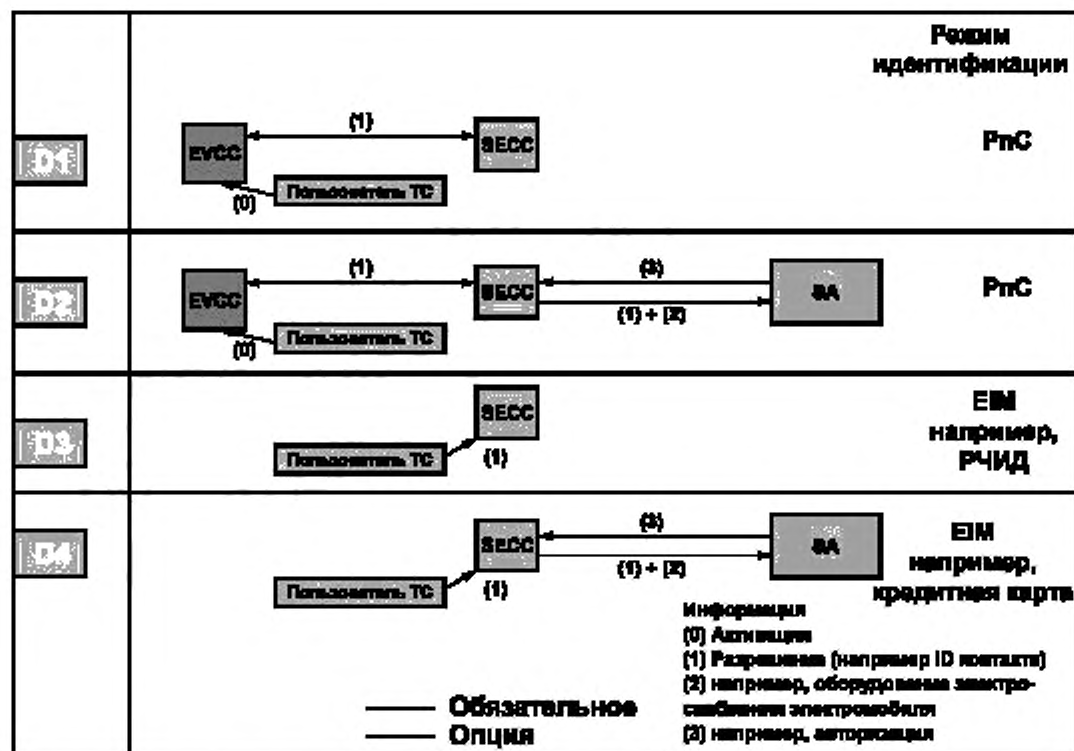 Режим
идентификации
(1)
EVCC
SECC
PnC
D1
Пользователь ТС
(0)
(1)
(3)
EVCC
SECC
SA
PnC
D2
(1) + [2)
Пользователь ТС
(0)
SECC
EIM
например,
РЧИД
D3
Пользователь ТС
(1)
(3)
SECC
SA
EIM
например,
кредитная карта
D4
(1) + [2)
Пользователь ТС
(1)
Информация
(0) Активация
(1) Разрешение (например ID контакта)
(2) например, оборудование электро-
снабжения электромобиля
(3) например, авторизация
Обязательное
Опция